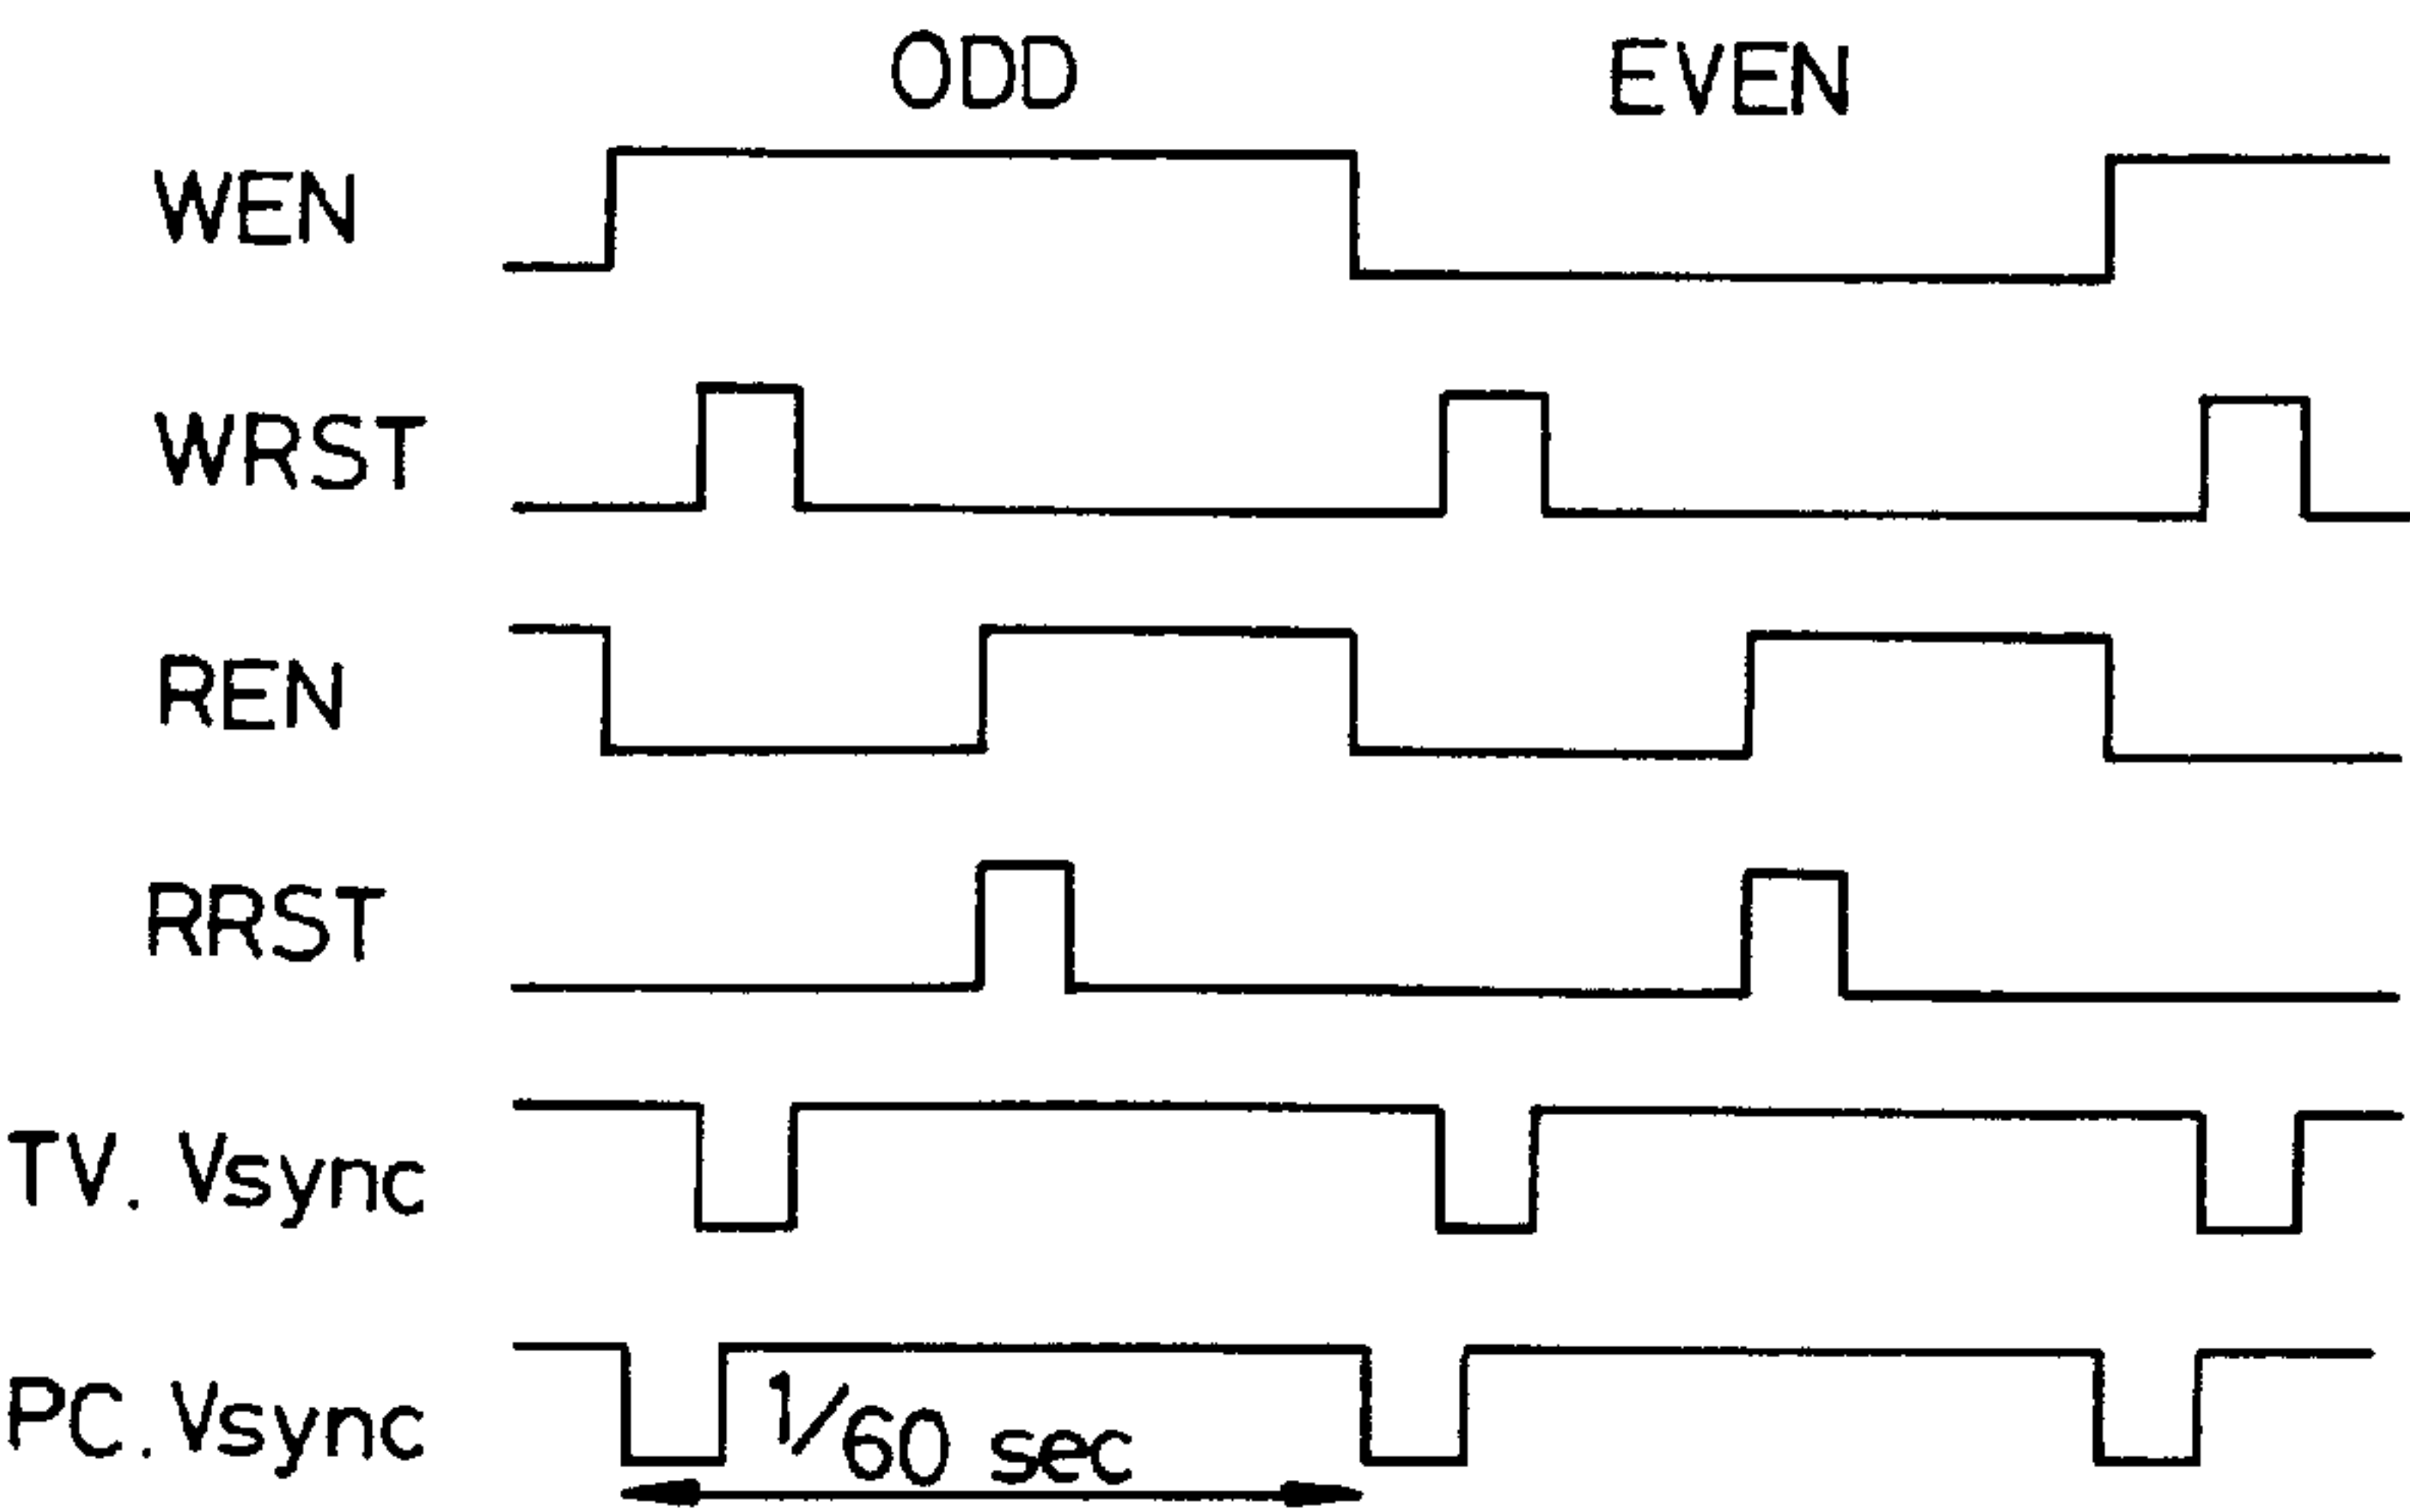 ODD EVEN
WEN
WRST
REN
RRST
TV. Vsync
PC. Vsync
1/60 sec